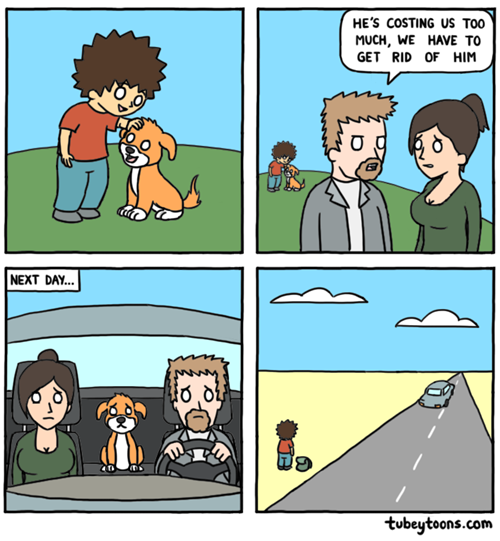 HE'S COSTING US TOO
MUCH, WE HAVE TO
GET RID OF HIM
NEXT DAY...
tubeytoons.com